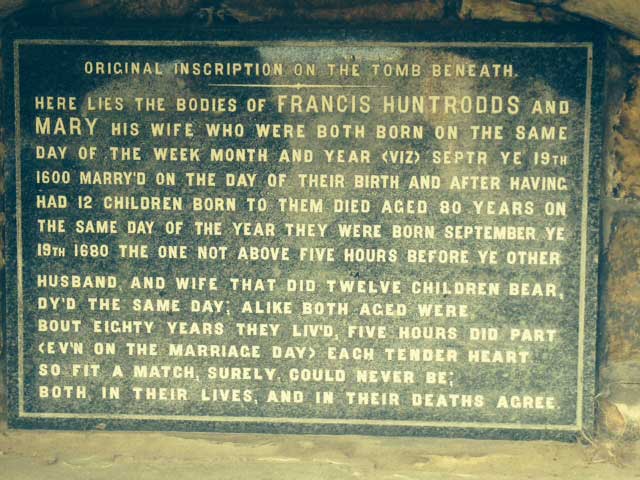 ORIGINAL INSCRIPTION ON THE TOMB BENEATH.
HERE LIES THE BODIES OF FRANCIS HUNTRODDS AND
MARY HIS WIFE WHO WERE BOTH BORN ON THE SAME
DAY OF THE WEEK MONTH AND YEAR (VIZ) SEPTR YE 19TH
1600 MARRY'D ON THE DAY OF THEIR BIRTH AND AFTER HAVING
HAD 12 CHILDREN BORN TO THEM DIED AGED 80 YEARS ON
THE SAME DAY OF THE YEAR THEY WERE BORN SEPTEMBER YE
19TH 1680 THE ONE NOT ABOVE FIVE HOURS BEFORE YE OTHER
HUSBAND, AND WIFE THAT DID TWELVE CHILDREN BEAR,
DY'D THE SAME DAY; ALIKE BOTH AGED WERE
BOUT EIGHTY YEARS THEY LIV'D, FIVE HOURS DID PART
(EV'N ON THE MARRIAGE DAY) EACH TENDER HEART
SO FIT A MATCH, SURELY, COULD NEVER BE;
BOTH, IN THEIR LIVES, AND IN THEIR DEATHS AGREE.